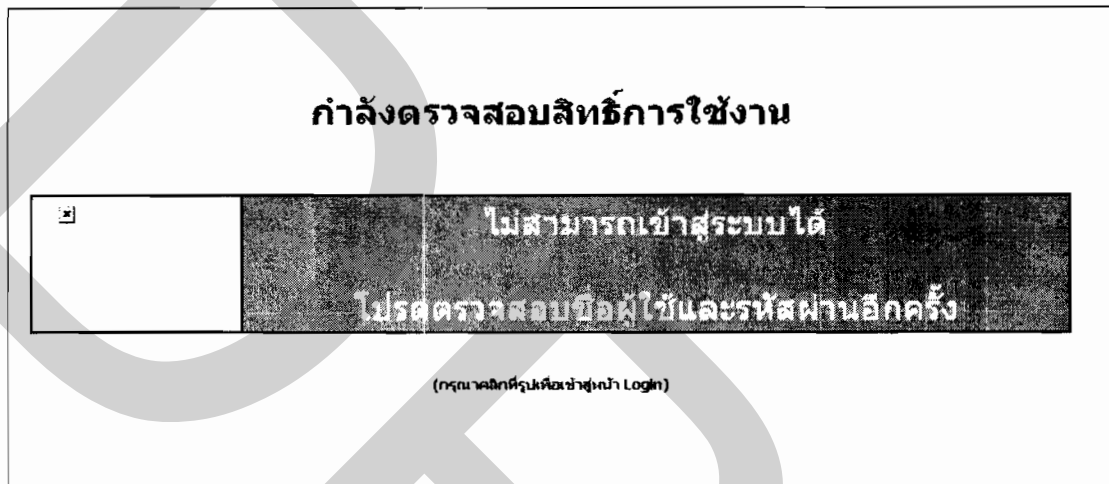 กำลังตรวจสอบสิทธิ์การใช้งาน
ไม่สามารถเข้าสู่ระบบได้
โปรดตรวจสอบชื่อผู้ใช้และรหัสผ่านอีกครั้ง
(กรุณาคลิกที่รูปเพื่อเข้าสู่หน้า Login)